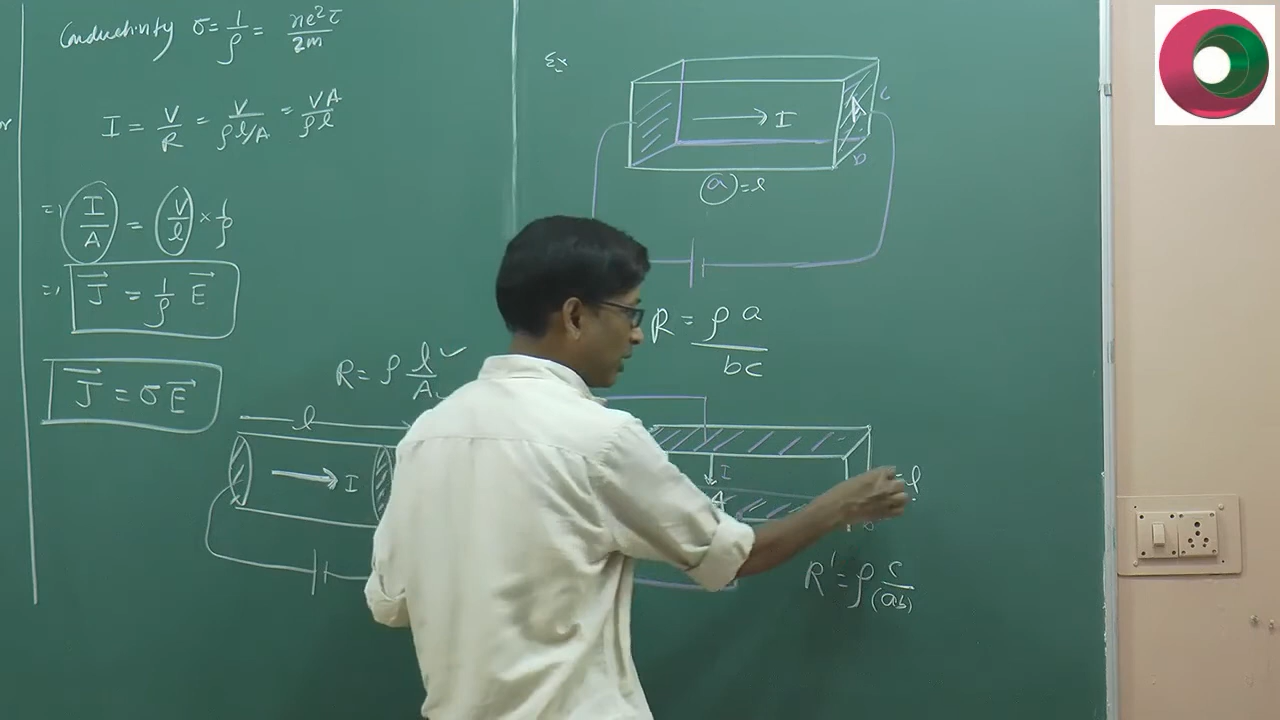 Conductivity σ = 1/ρ = ne²τ/2m
I = V/R = V/ρl/A = VA/ρl
⇒ I/A = V/l × 1/ρ
⇒ J = 1/ρ E
J = σE
R = ρ l/A
l
I
Ex
I
A
c
b
a = l
R = ρ a/bc
I
A
= l
b
R' = ρ c/(ab)